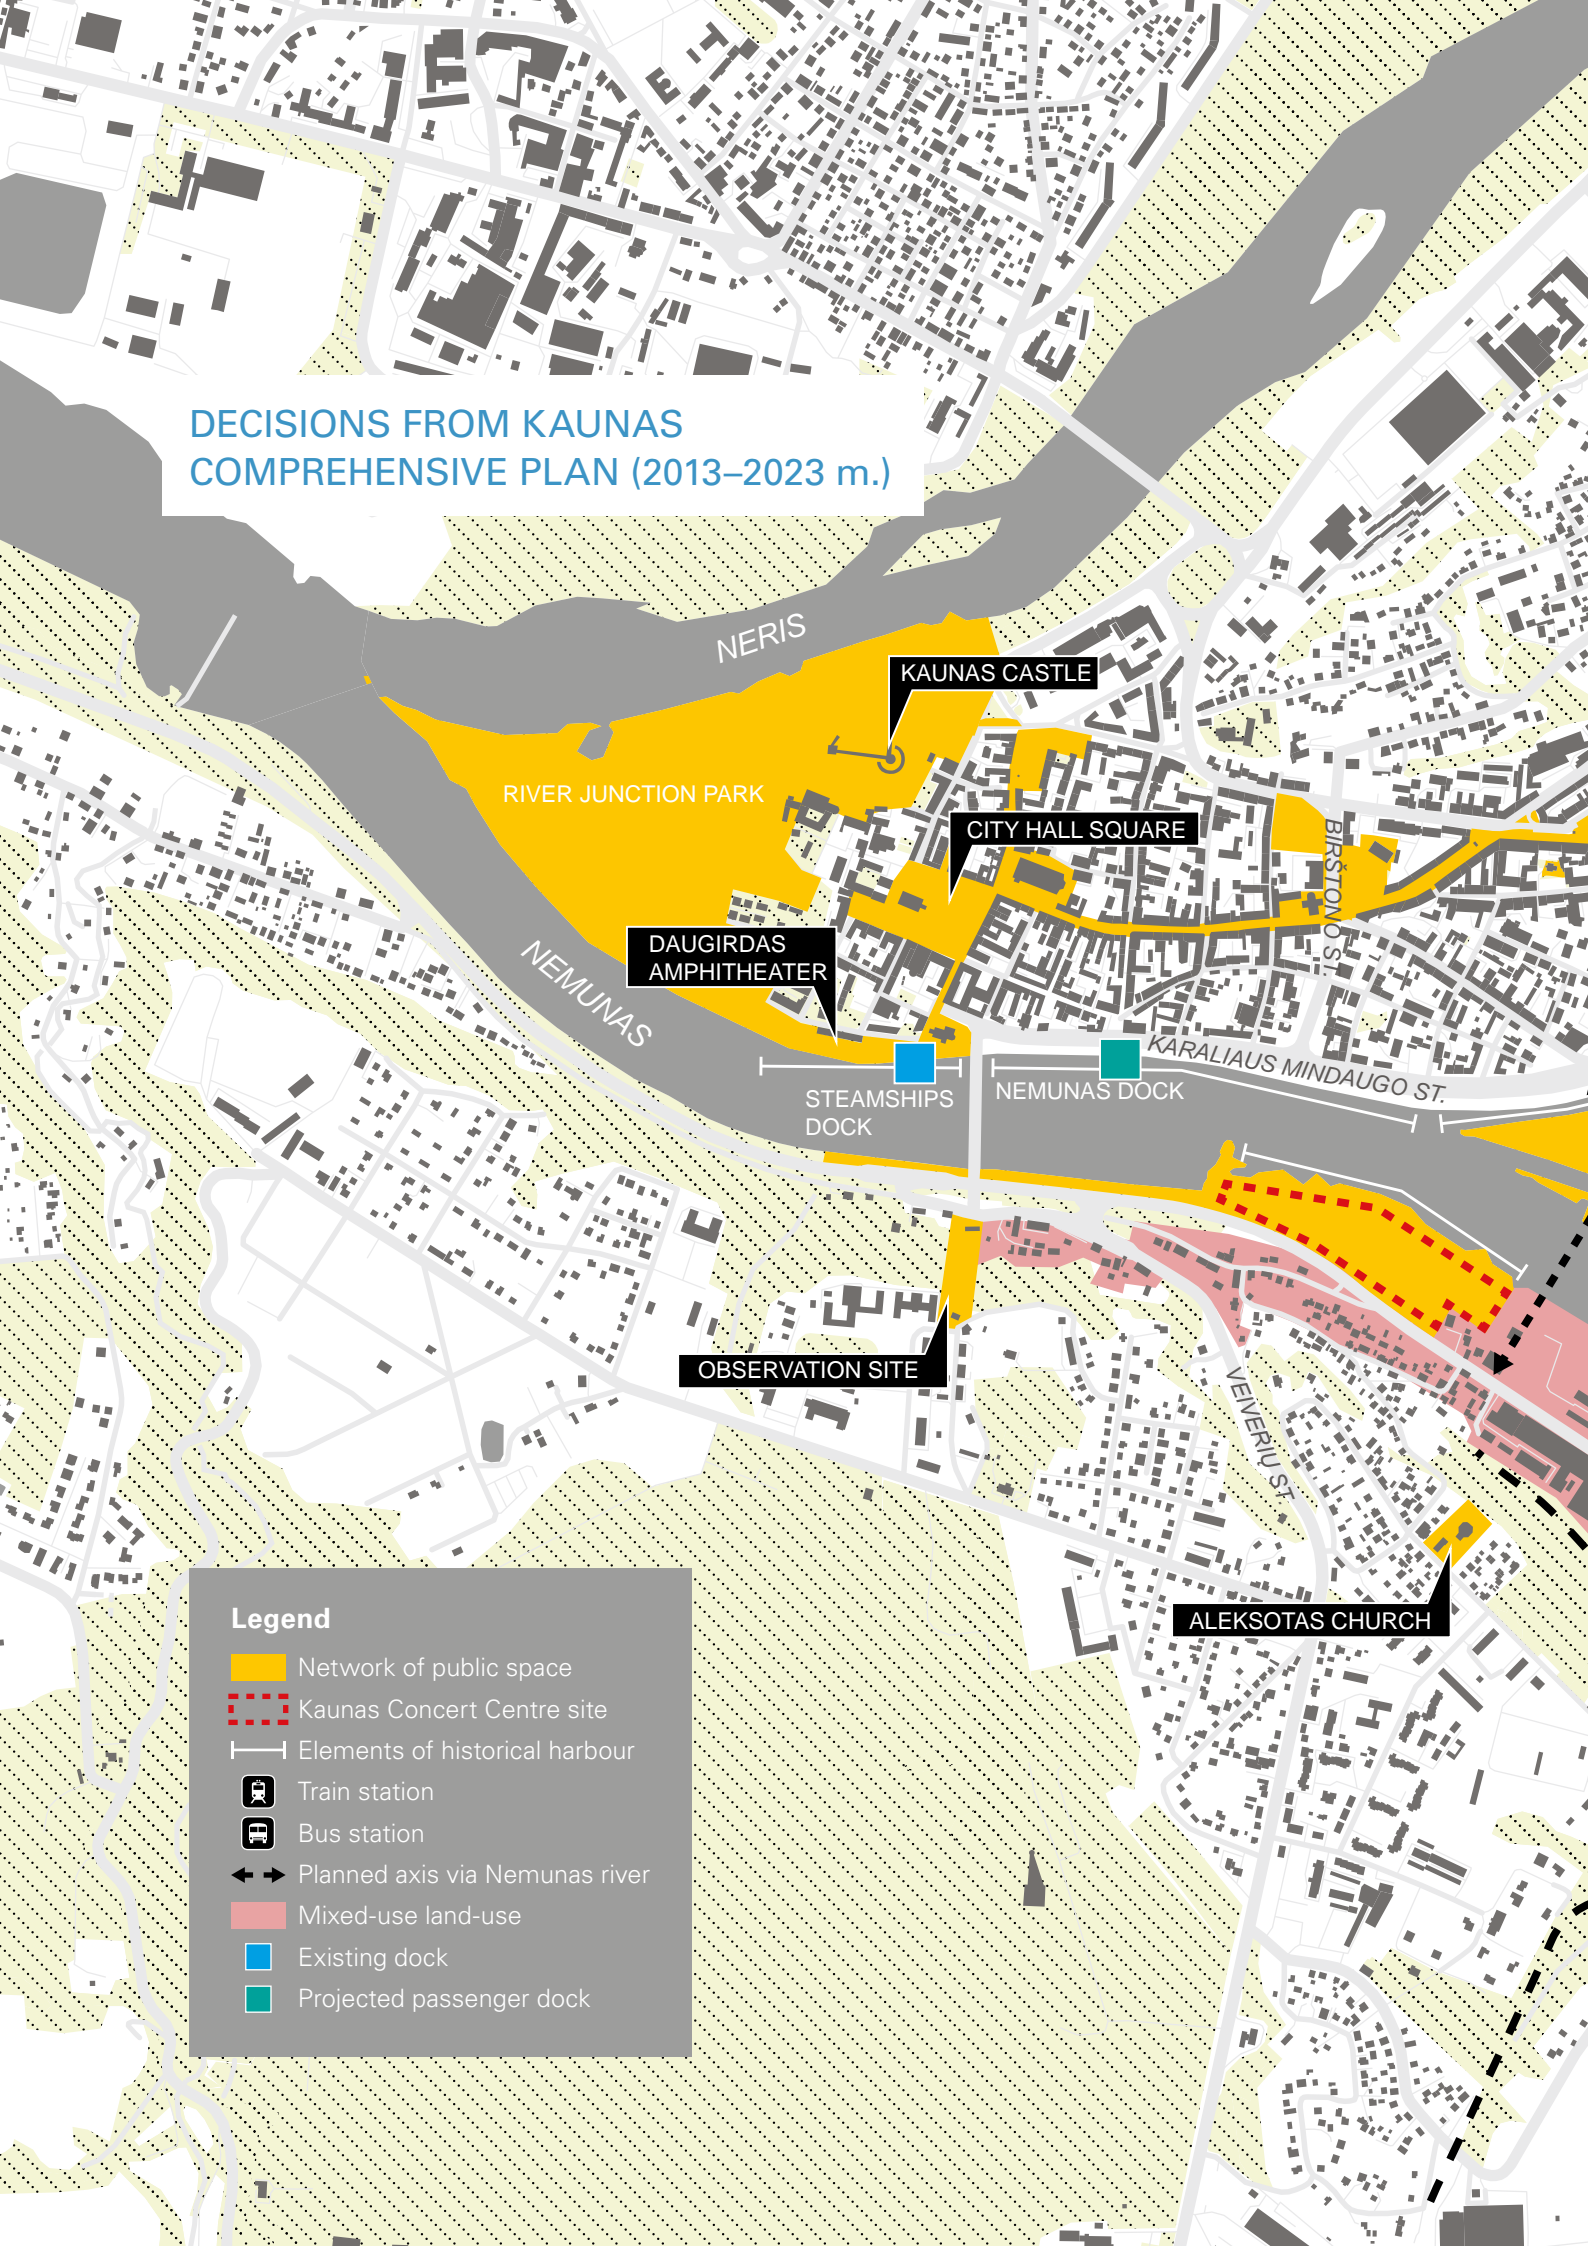 DECISIONS FROM KAUNAS
COMPREHENSIVE PLAN (2013–2023 m.)
NERIS
KAUNAS CASTLE
RIVER JUNCTION PARK
CITY HALL SQUARE
BIRŠTONO ST.
DAUGIRDAS
AMPHITHEATER
NEMUNAS
KARALIAUS MINDAUGO ST.
STEAMSHIPS
DOCK
NEMUNAS DOCK
OBSERVATION SITE
VEIVERIU ST.
ALEKSOTAS CHURCH
Legend
Network of public space
Kaunas Concert Centre site
Elements of historical harbour
Train station
Bus station
Planned axis via Nemunas river
Mixed-use land-use
Existing dock
Projected passenger dock